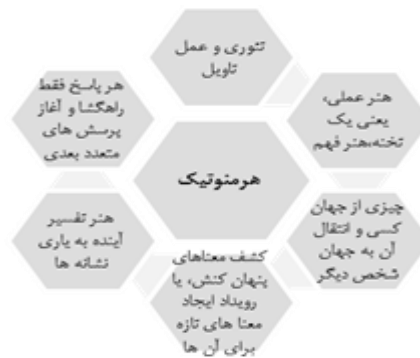 تئوری و عمل
تاویل
هنر عملی،
یعنی یک
تخنه،هنر فهم
چیزی از جهان
کسی و انتقال
آن به جهان
شخص دیگر
کشف معناهای
پنهان کنش، یا
رویداد ایجاد
معنا های تازه
برای آن ها
هنر تفسیر
آینده به یاری
نشانه ها
هر پاسخ فقط
راهگشا و آغاز
پرسش های
متعدد بعدی
هرمنوتیک